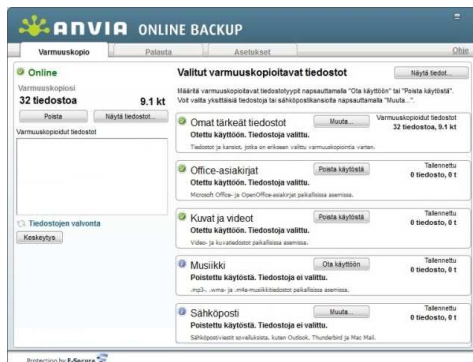 ANVIA ONLINE BACKUP
Varmuuskopio
Palauta
Asetukset
Ohje
Online
Varmuuskopiosi
32 tiedostoa 9.1 kt
Poista
Näytä tiedostot...
Varmuuskopioidut tiedostot
Tiedostojen valvonta
Keskeytys
Valitut varmuuskopioitavat tiedostot
Näytä tiedot...
Määritä varmuuskopioitavat tiedostotyypit napsauttamalla "Ota käyttöön" tai "Poista käytöstä".
Voit valita yksittäisiä tiedostoja tai sähköpostikansioita napsauttamalla "Muuta...".
Omat tärkeät tiedostot
Muuta...
Varmuuskopioidut tiedostot
32 tiedostoa, 9.1 kt
Otettu käyttöön. Tiedostoja valittu.
Tiedostot ja kansiot, jotka on erikseen valittu varmuuskopiointia varten.
Office-asiakirjat
Poista käytöstä
Tallennettu
0 tiedosto, 0 t
Otettu käyttöön. Tiedostoja valittu.
Microsoft Office- ja OpenOffice-asiakirjat paikallisissa asemissa.
Kuvat ja videot
Poista käytöstä
Tallennettu
0 tiedosto, 0 t
Otettu käyttöön. Tiedostoja valittu.
Video- ja kuvatiedostot paikallisissa asemissa.
Musiikki
Ota käyttöön
Tallennettu
0 tiedosto, 0 t
Poistettu käytöstä. Tiedostoja ei valittu.
.mp3-, .wma- ja .m4a-musiikkitiedostot paikallisissa asemissa.
Sähköposti
Muuta...
Tallennettu
0 tiedosto, 0 t
Poistettu käytöstä. Tiedostoja ei valittu.
Sähköpostiviestit sovelluksista, kuten Outlook, Thunderbird ja Mac Mail.
Protection by F-Secure